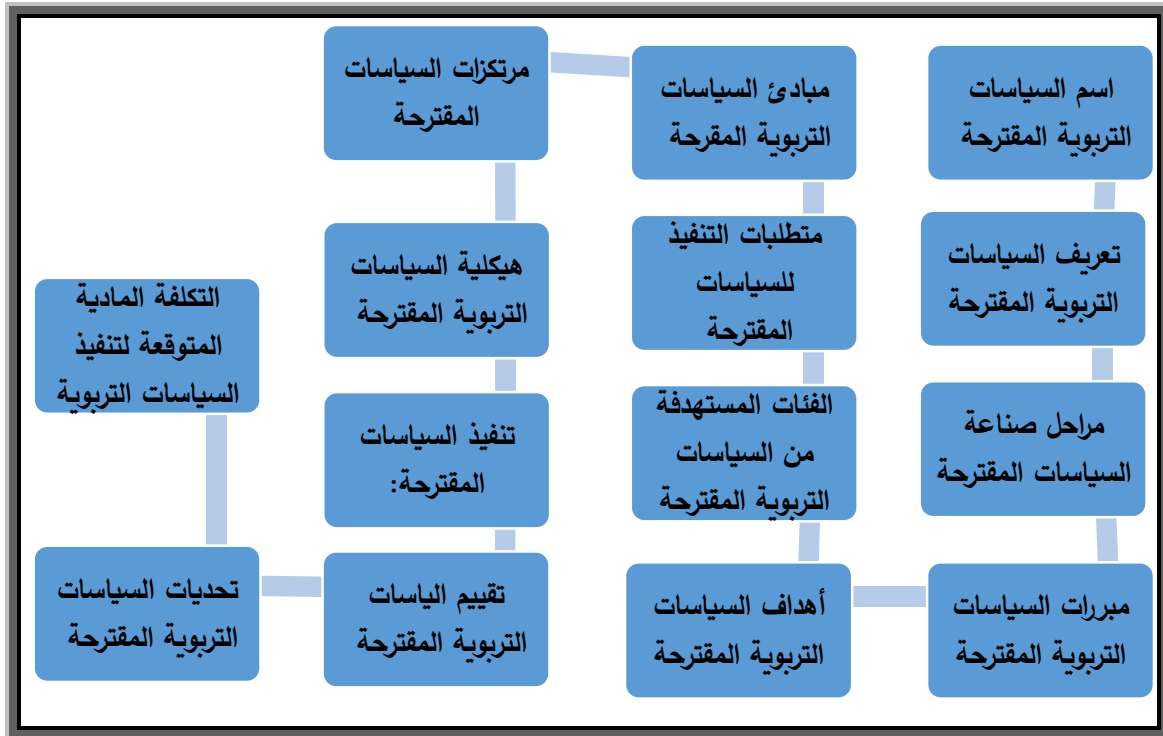 اسم السياسات
التربوية المقترحة
تعريف السياسات
التربوية المقترحة
مراحل صناعة
السياسات المقترحة
مبررات السياسات
التربوية المقترحة
أهداف السياسات
التربوية المقترحة
الفئات المستهدفة
من السياسات
التربوية المقترحة
متطلبات التنفيذ
للسياسات
المقترحة
مبادئ السياسات
التربوية المقرحة
مرتكزات السياسات
المقترحة
هيكلية السياسات
التربوية المقترحة
تنفيذ السياسات
المقترحة:
تقييم الياسات
التربوية المقترحة
تحديات السياسات
التربوية المقترحة
التكلفة المادية
المتوقعة لتنفيذ
السياسات التربوية